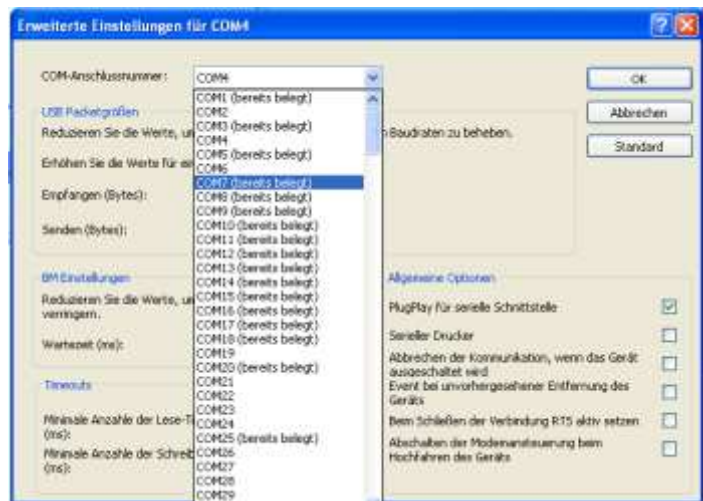 Erweiterte Einstellungen für COM4
COM-Anschlussnummer:
COM4
OK
Abbrechen
Standard
COM1 (bereits belegt)
COM2
COM3 (bereits belegt)
COM4
COM5 (bereits belegt)
COM6
COM7 (bereits belegt)
COM8 (bereits belegt)
COM9 (bereits belegt)
COM10 (bereits belegt)
COM11 (bereits belegt)
COM12 (bereits belegt)
COM13 (bereits belegt)
COM14 (bereits belegt)
COM15 (bereits belegt)
COM16 (bereits belegt)
COM17 (bereits belegt)
COM18 (bereits belegt)
COM19
COM20 (bereits belegt)
COM21
COM22
COM23
COM24
COM25 (bereits belegt)
COM26
COM27
COM28
COM29
USB Packetgrößen
Reduzieren Sie die Werte, un
n Baudraten zu beheben.
Erhöhen Sie die Werte für
Empfangen (Bytes):
Senden (Bytes):
BM Einstellungen
Reduzieren Sie die Werte, un
verringern.
Wartezeit (ms):
Timeouts
Minimale Anzahle der Lese-Ti
(ms):
Minimale Anzahle der Schreib
(ms):
Allgemeine Optionen
PlugPlay für serielle Schnittstelle
Serieller Drucker
Abbrechen der Kommunikation, wenn das Gerät
ausgeschaltet wird
Event bei unvorhergesehener Entfernung des
Geräts
Beim Schließen der Verbindung RTS aktiv setzen
Abschalten der Modemansteuerung beim
Hochfahren des Geräts